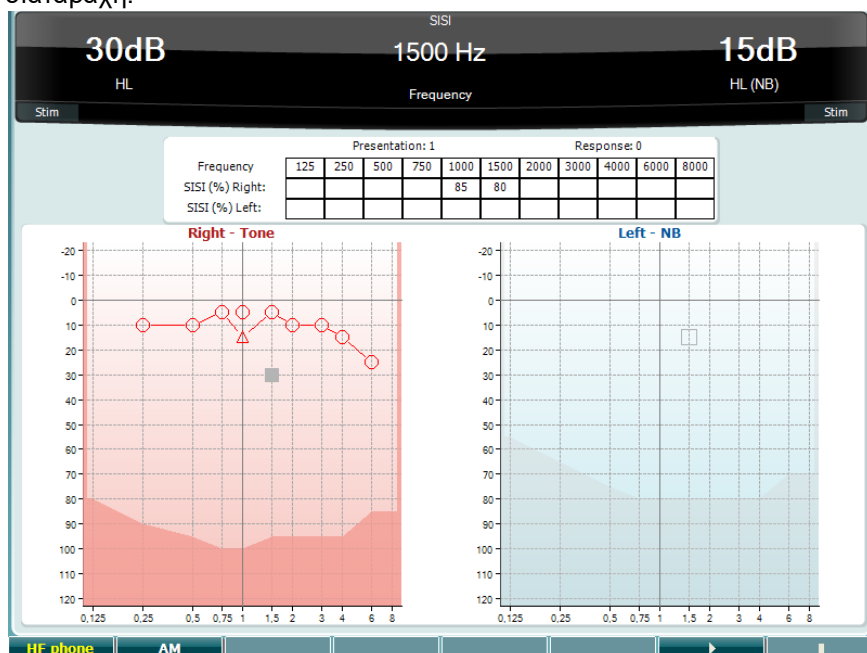 διαταραχή.
SISI
30dB 1500 Hz 15dB
HL HL (NB)
Frequency
Stim Stim
Presentation: 1 Response: 0
Frequency 125 250 500 750 1000 1500 2000 3000 4000 6000 8000
SISI (%) Right: 85 80
SISI (%) Left:
Right - Tone
-20
-10
0
10
20
30
40
50
60
70
80
90
100
110
120
0,125 0,25 0,5 0,75 1 1,5 2 3 4 6 8
Left - NB
-20
-10
0
10
20
30
40
50
60
70
80
90
100
110
120
0,125 0,25 0,5 0,75 1 1,5 2 3 4 6 8
HF phone AM